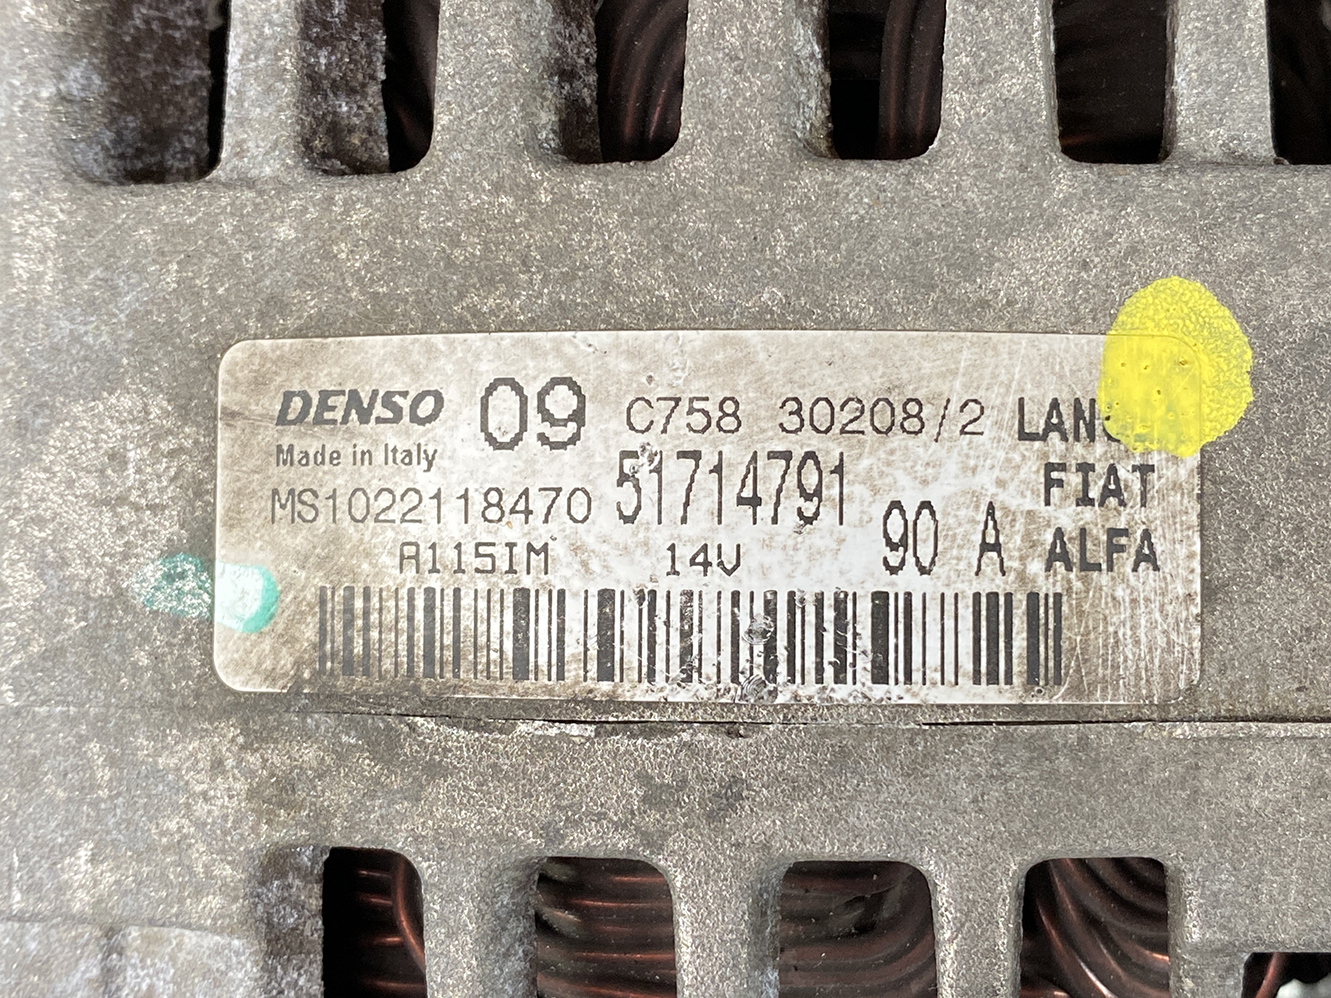 DENSO 09 C758 30208/2
Made in Italy 51714791 FIAT
MS1022118470 90 A
A115IM 14V ALFA